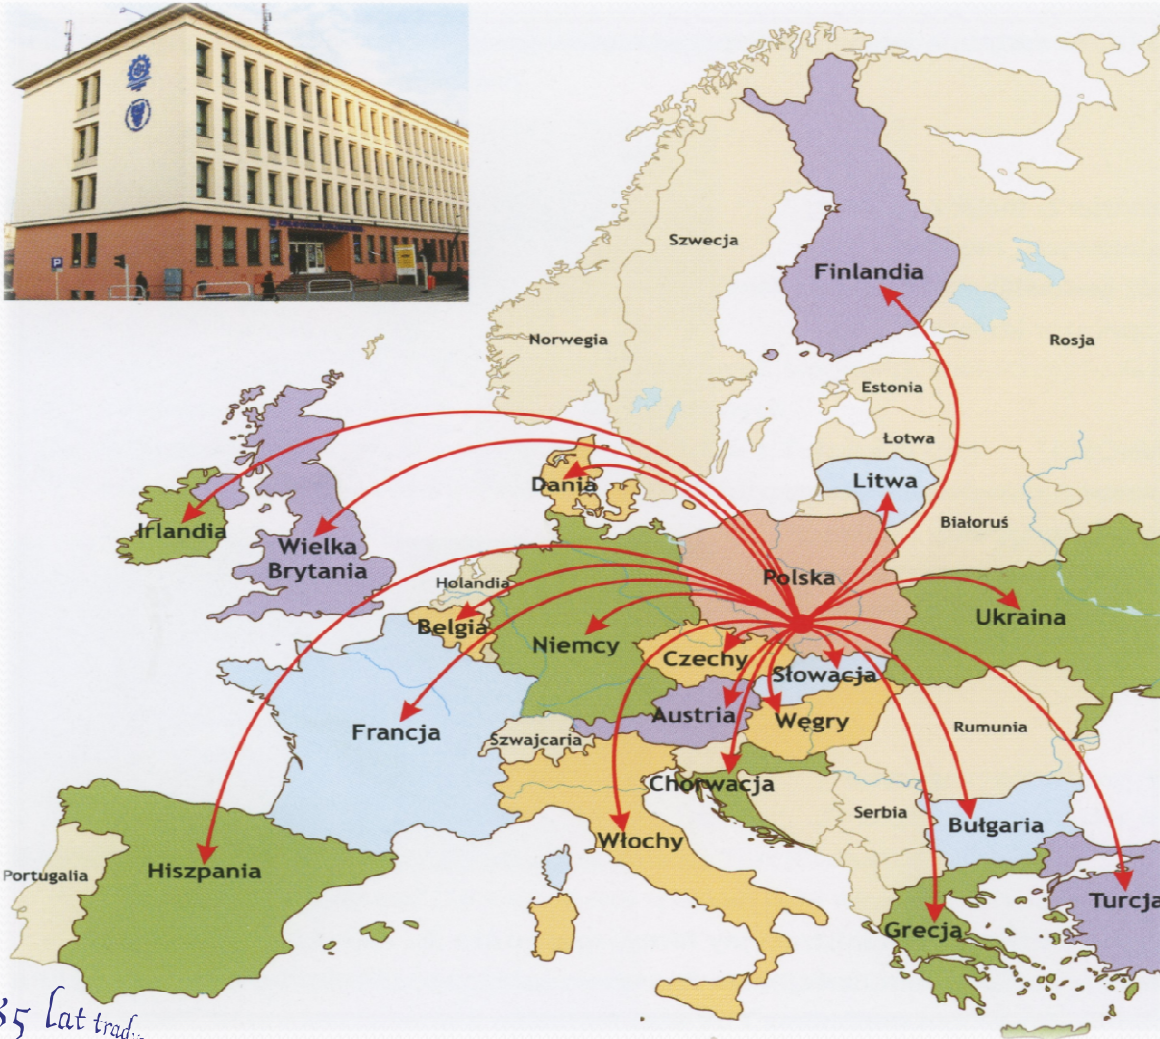 P
Szwecja
Finlandia
Norwegia
Rosja
Estonia
Łotwa
Dania
Litwa
Irlandia
Białoruś
Wielka
Brytania
Holandia
Polska
Belgia
Ukraina
Niemcy
Czechy
Słowacja
Francja
Austria
Węgry
Rumunia
Szwajcaria
Chorwacja
Serbia
Bułgaria
Włochy
Hiszpania
Portugalia
Turcja
Grecja
85 lat